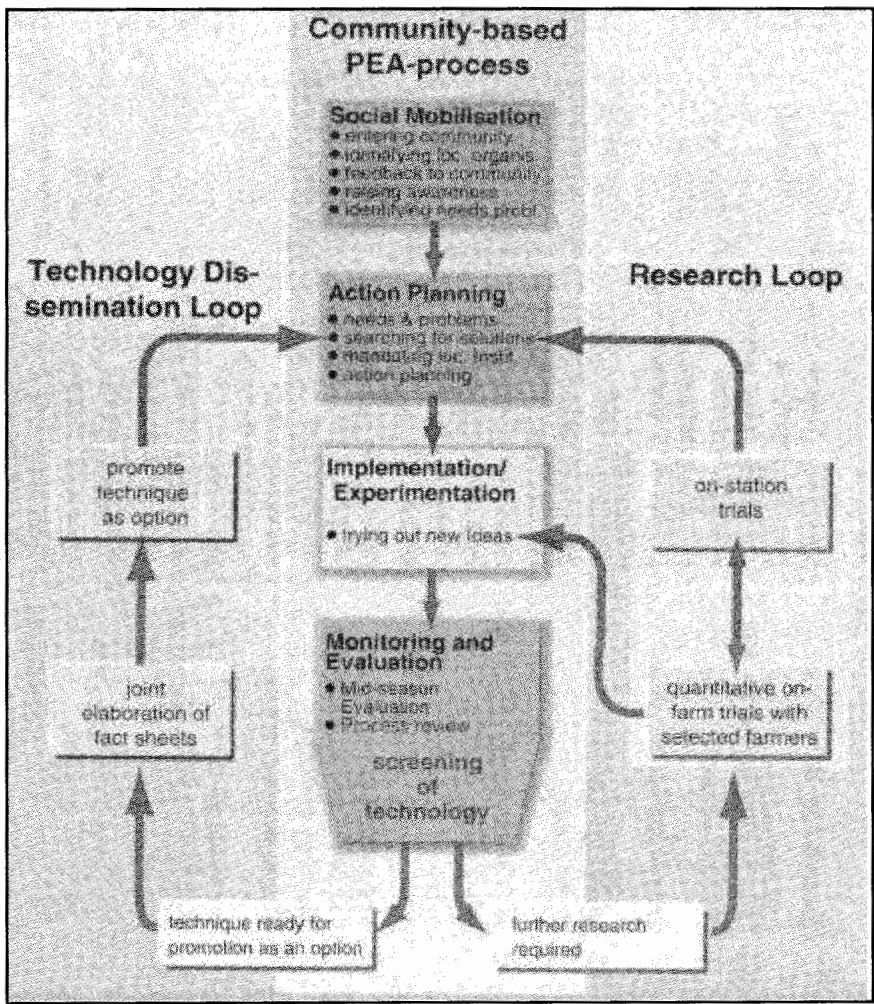 Community-based
PEA-process
Social Mobilisation
• entering community
• identifying loc. organis.
• feedback to community
• raising awareness
• identifying needs probl.
Technology Dis-
semination Loop
Research Loop
Action Planning
• needs & problems
• searching for solutions
• mandating loc. Instit.
• action planning
promote
technique
as option
Implementation/
Experimentation
• trying out new ideas
on-station
trials
Monitoring and
Evaluation
• Mid-season
Evaluation
• Process review
screening
of
technology
joint
elaboration of
fact sheets
quantitative on-
farm trials with
selected farmers
technique ready for
promotion as an option
further research
required